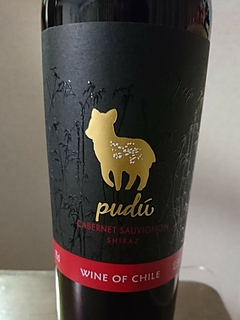 pudú
CABERNET SAUVIGNON
SHIRAZ
WINE OF CHILE